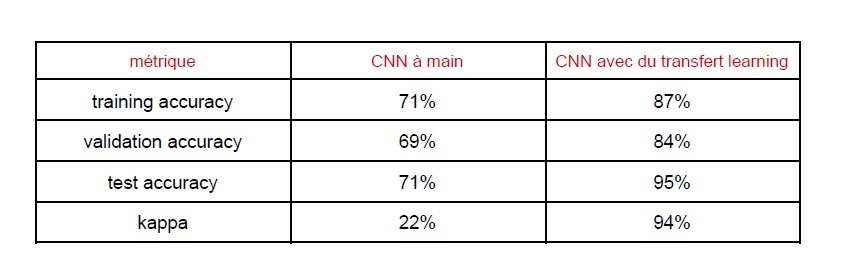 métrique CNN à main CNN avec du transfert learning
training accuracy 71% 87%
validation accuracy 69% 84%
test accuracy 71% 95%
kappa 22% 94%